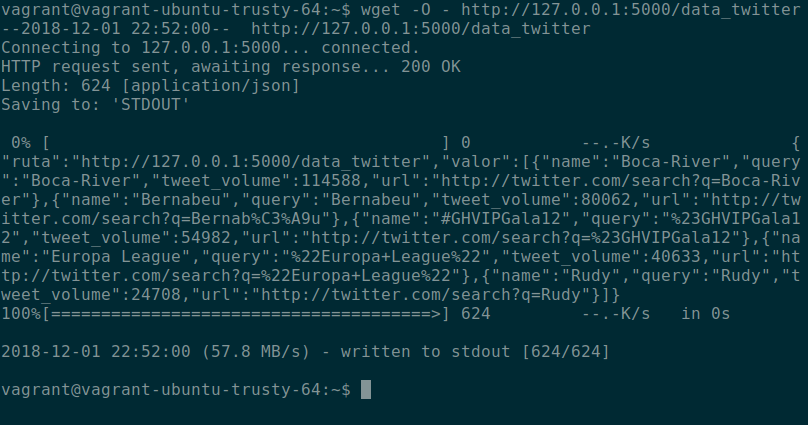 vagrant@vagrant-ubuntu-trusty-64:~$ wget -O - http://127.0.0.1:5000/data_twitter
--2018-12-01 22:52:00--  http://127.0.0.1:5000/data_twitter
Connecting to 127.0.0.1:5000... connected.
HTTP request sent, awaiting response... 200 OK
Length: 624 [application/json]
Saving to: 'STDOUT'
 0% [                                       ] 0           --.-K/s              {
"ruta":"http://127.0.0.1:5000/data_twitter","valor":[{"name":"Boca-River","query
":"Boca-River","tweet_volume":114588,"url":"http://twitter.com/search?q=Boca-Riv
er"},{"name":"Bernabeu","query":"Bernabeu","tweet_volume":80062,"url":"http://tw
itter.com/search?q=Bernab%C3%A9u"},{"name":"#GHVIPGala12","query":"%23GHVIPGala1
2","tweet_volume":54982,"url":"http://twitter.com/search?q=%23GHVIPGala12"},{"na
me":"Europa League","query":"%22Europa+League%22","tweet_volume":40633,"url":"ht
tp://twitter.com/search?q=%22Europa+League%22"},{"name":"Rudy","query":"Rudy","t
weet_volume":24708,"url":"http://twitter.com/search?q=Rudy"}]}
100%[======================================>] 624         --.-K/s   in 0s
2018-12-01 22:52:00 (57.8 MB/s) - written to stdout [624/624]
vagrant@vagrant-ubuntu-trusty-64:~$